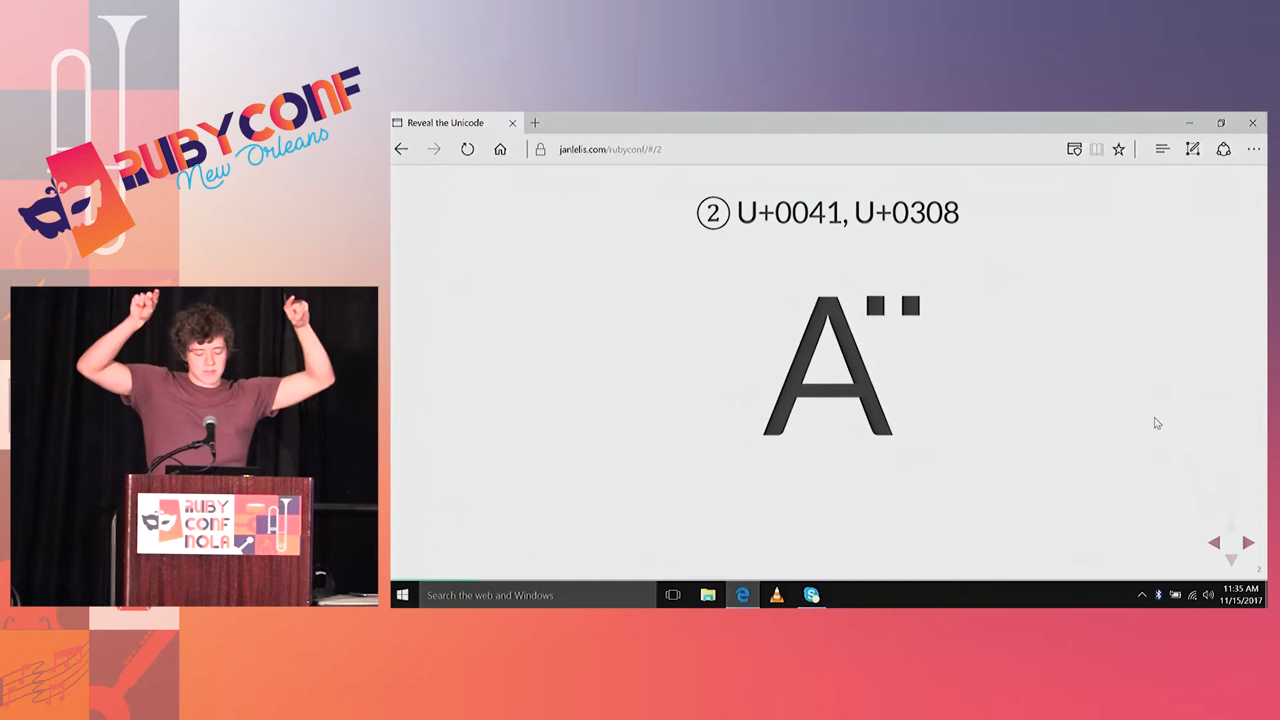 RUBYCONF
New Orleans
Reveal the Unicode
janlelis.com/rubyconf/#/2
② U+0041, U+0308
Ä
2
RUBY
CONF
NOLA
Search the web and Windows
11:35 AM
11/15/2017